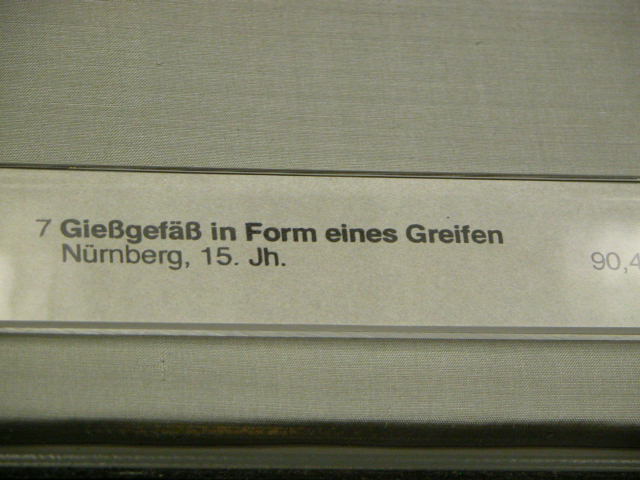 7 Gießgefäß in Form eines Greifen
Nürnberg, 15. Jh.
90,4